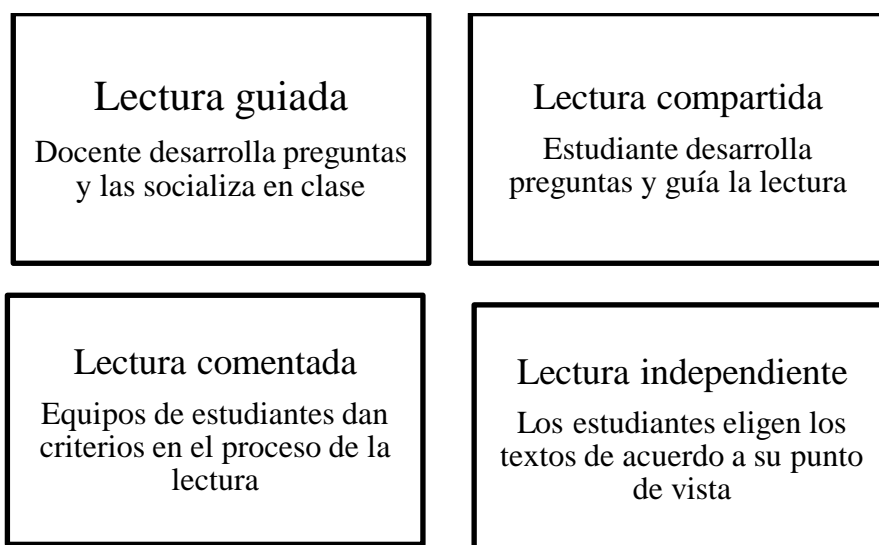 Lectura guiada
Docente desarrolla preguntas
y las socializa en clase
Lectura compartida
Estudiante desarrolla
preguntas y guía la lectura
Lectura comentada
Equipos de estudiantes dan
criterios en el proceso de la
lectura
Lectura independiente
Los estudiantes eligen los
textos de acuerdo a su punto
de vista